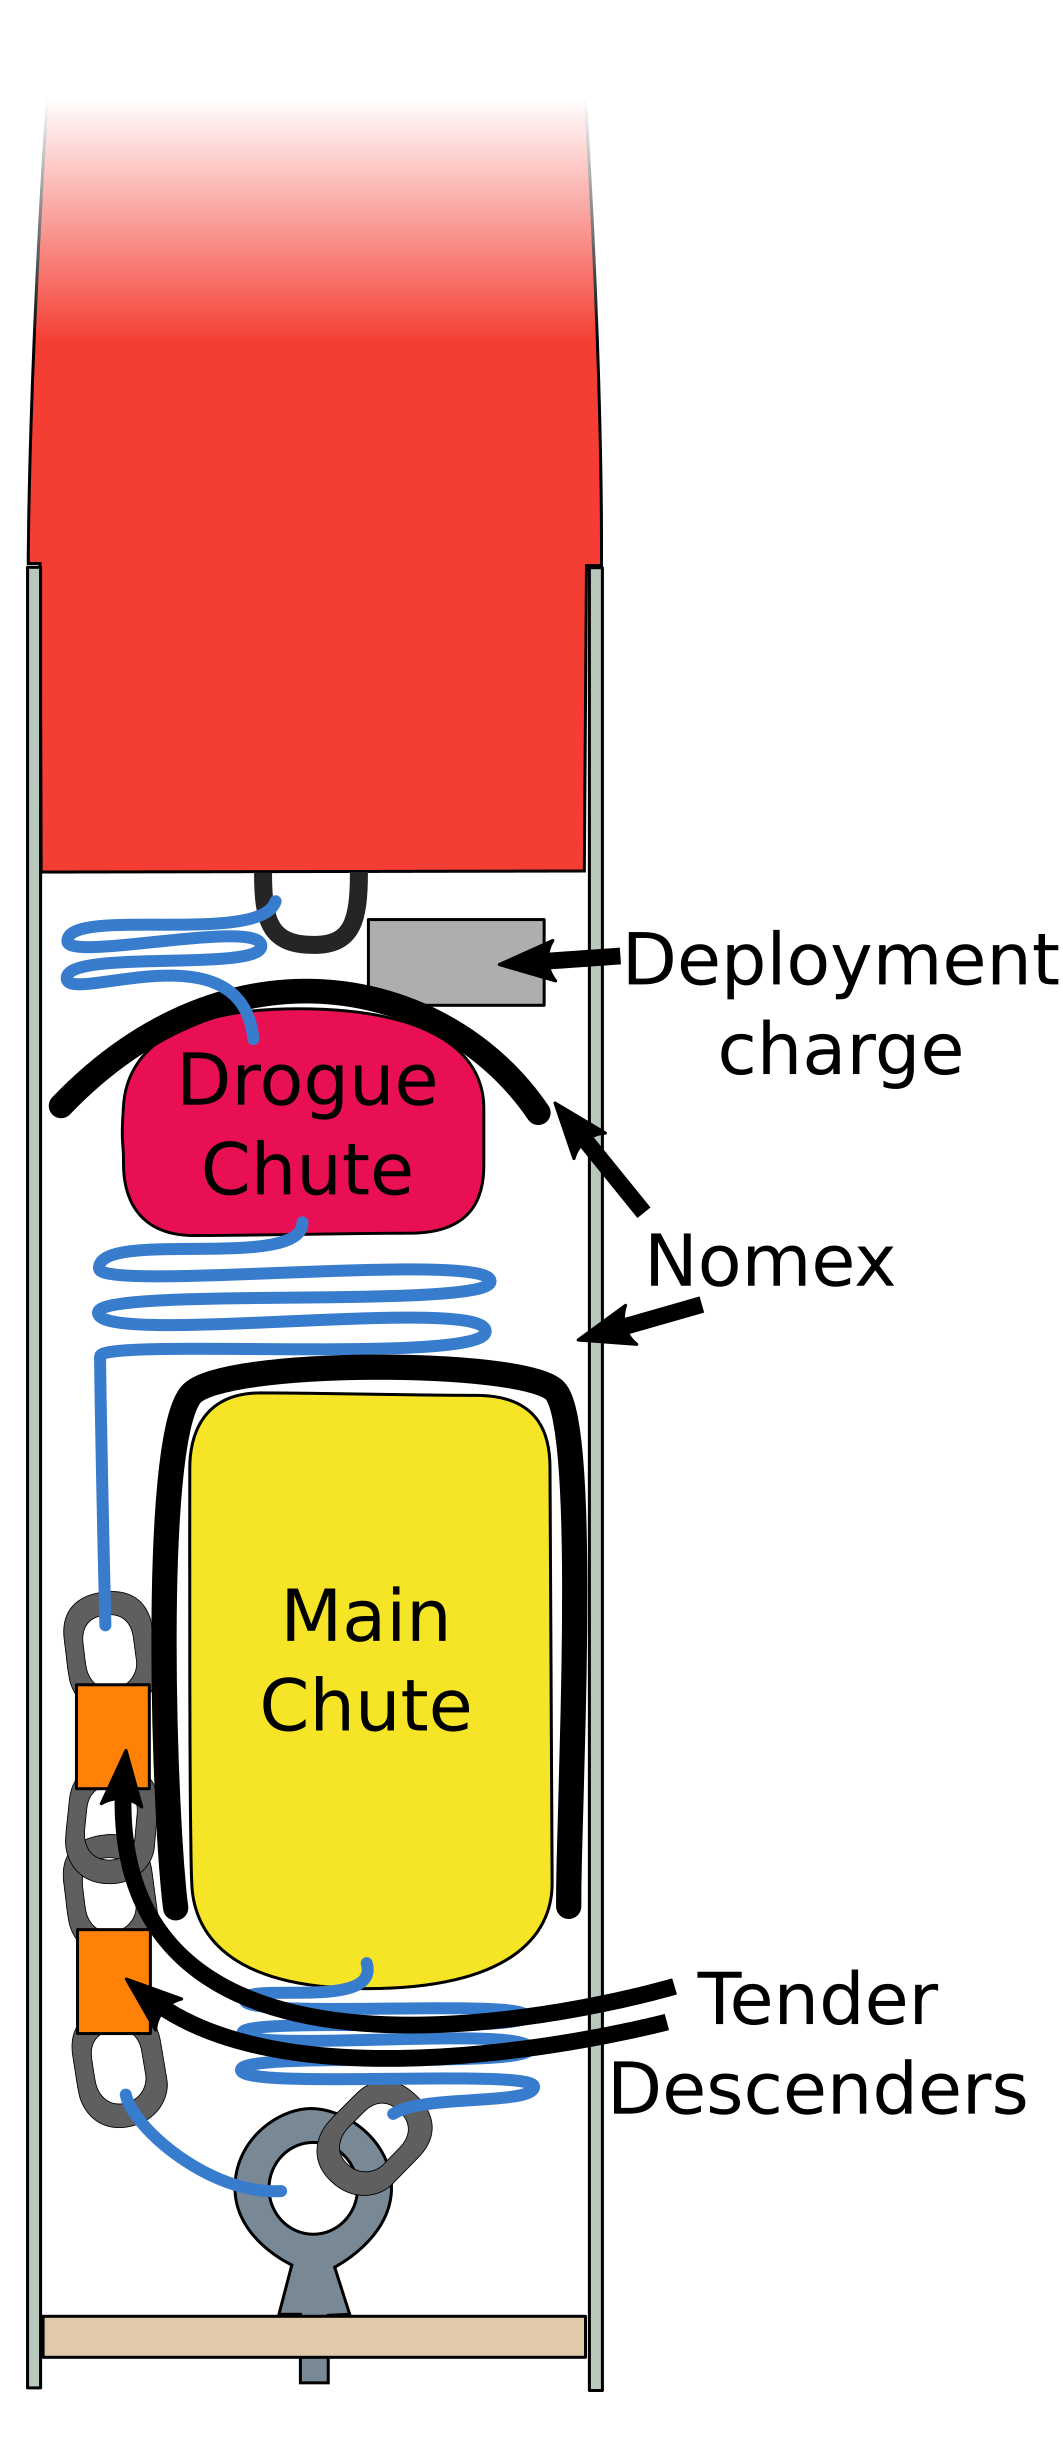 Deployment
charge
Drogue
Chute
Nomex
Main
Chute
Tender
Descenders